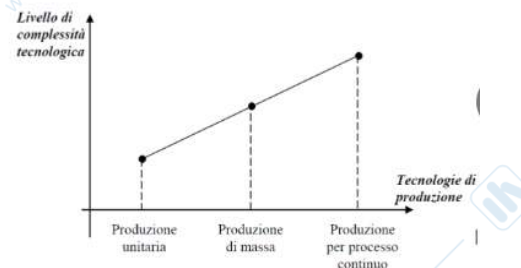 Livello di
complessità
tecnologica
Tecnologie di
produzione
Produzione
unitaria
Produzione
di massa
Produzione
per processo
continuo